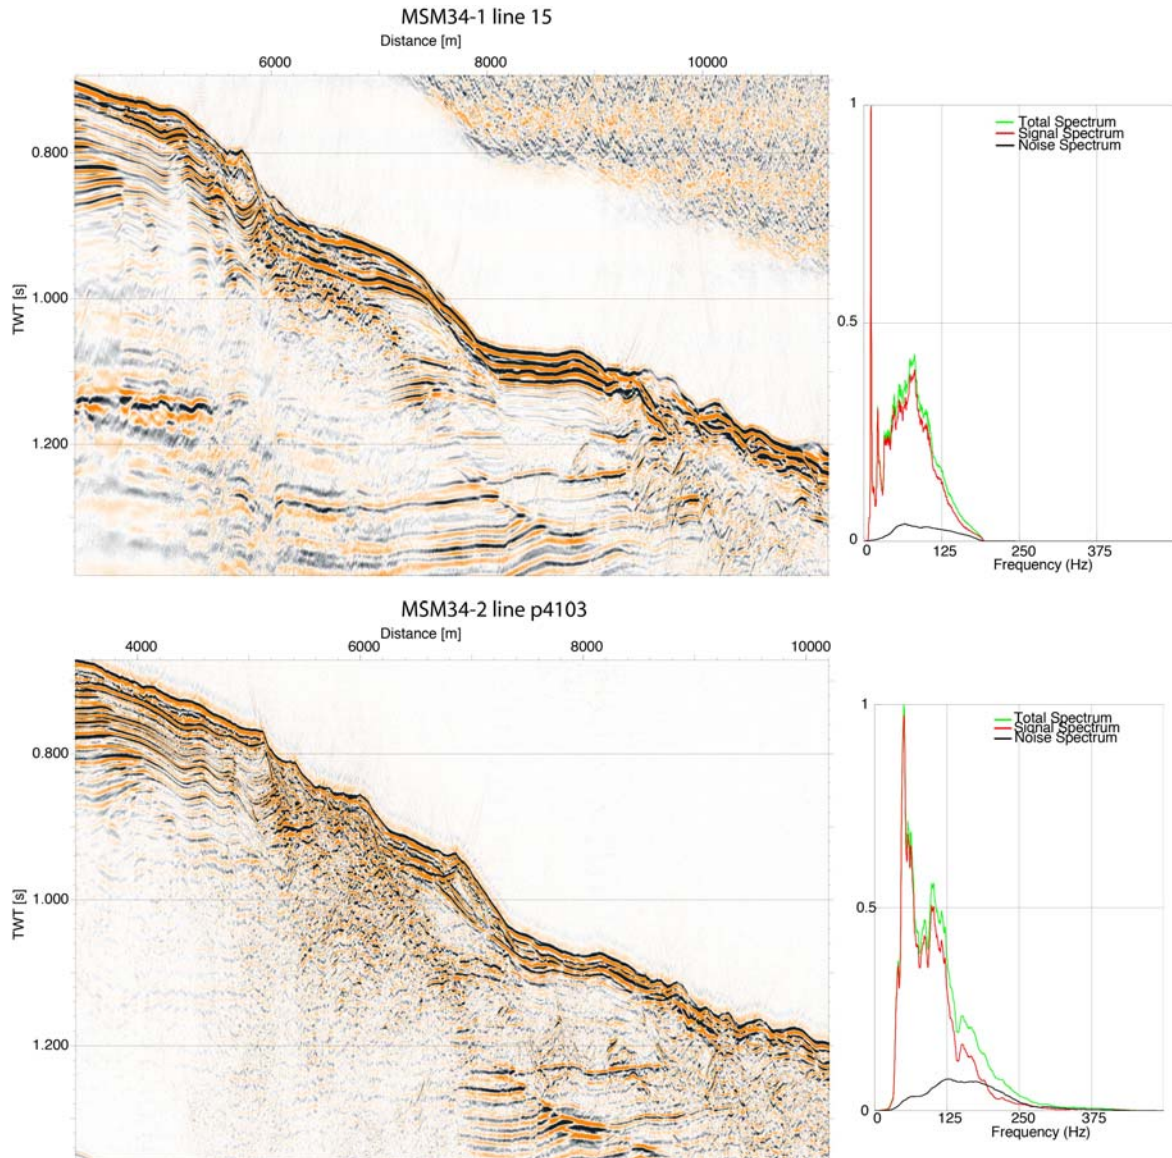 MSM34-1 line 15
Distance [m]
6000 8000 10000
0.800
1.000
1.200
TWT [s]
1
0.5
0
Total Spectrum
Signal Spectrum
Noise Spectrum
0 125 250 375
Frequency (Hz)
MSM34-2 line p4103
Distance [m]
4000 6000 8000 10000
0.800
1.000
1.200
TWT [s]
1
0.5
0
Total Spectrum
Signal Spectrum
Noise Spectrum
0 125 250 375
Frequency (Hz)